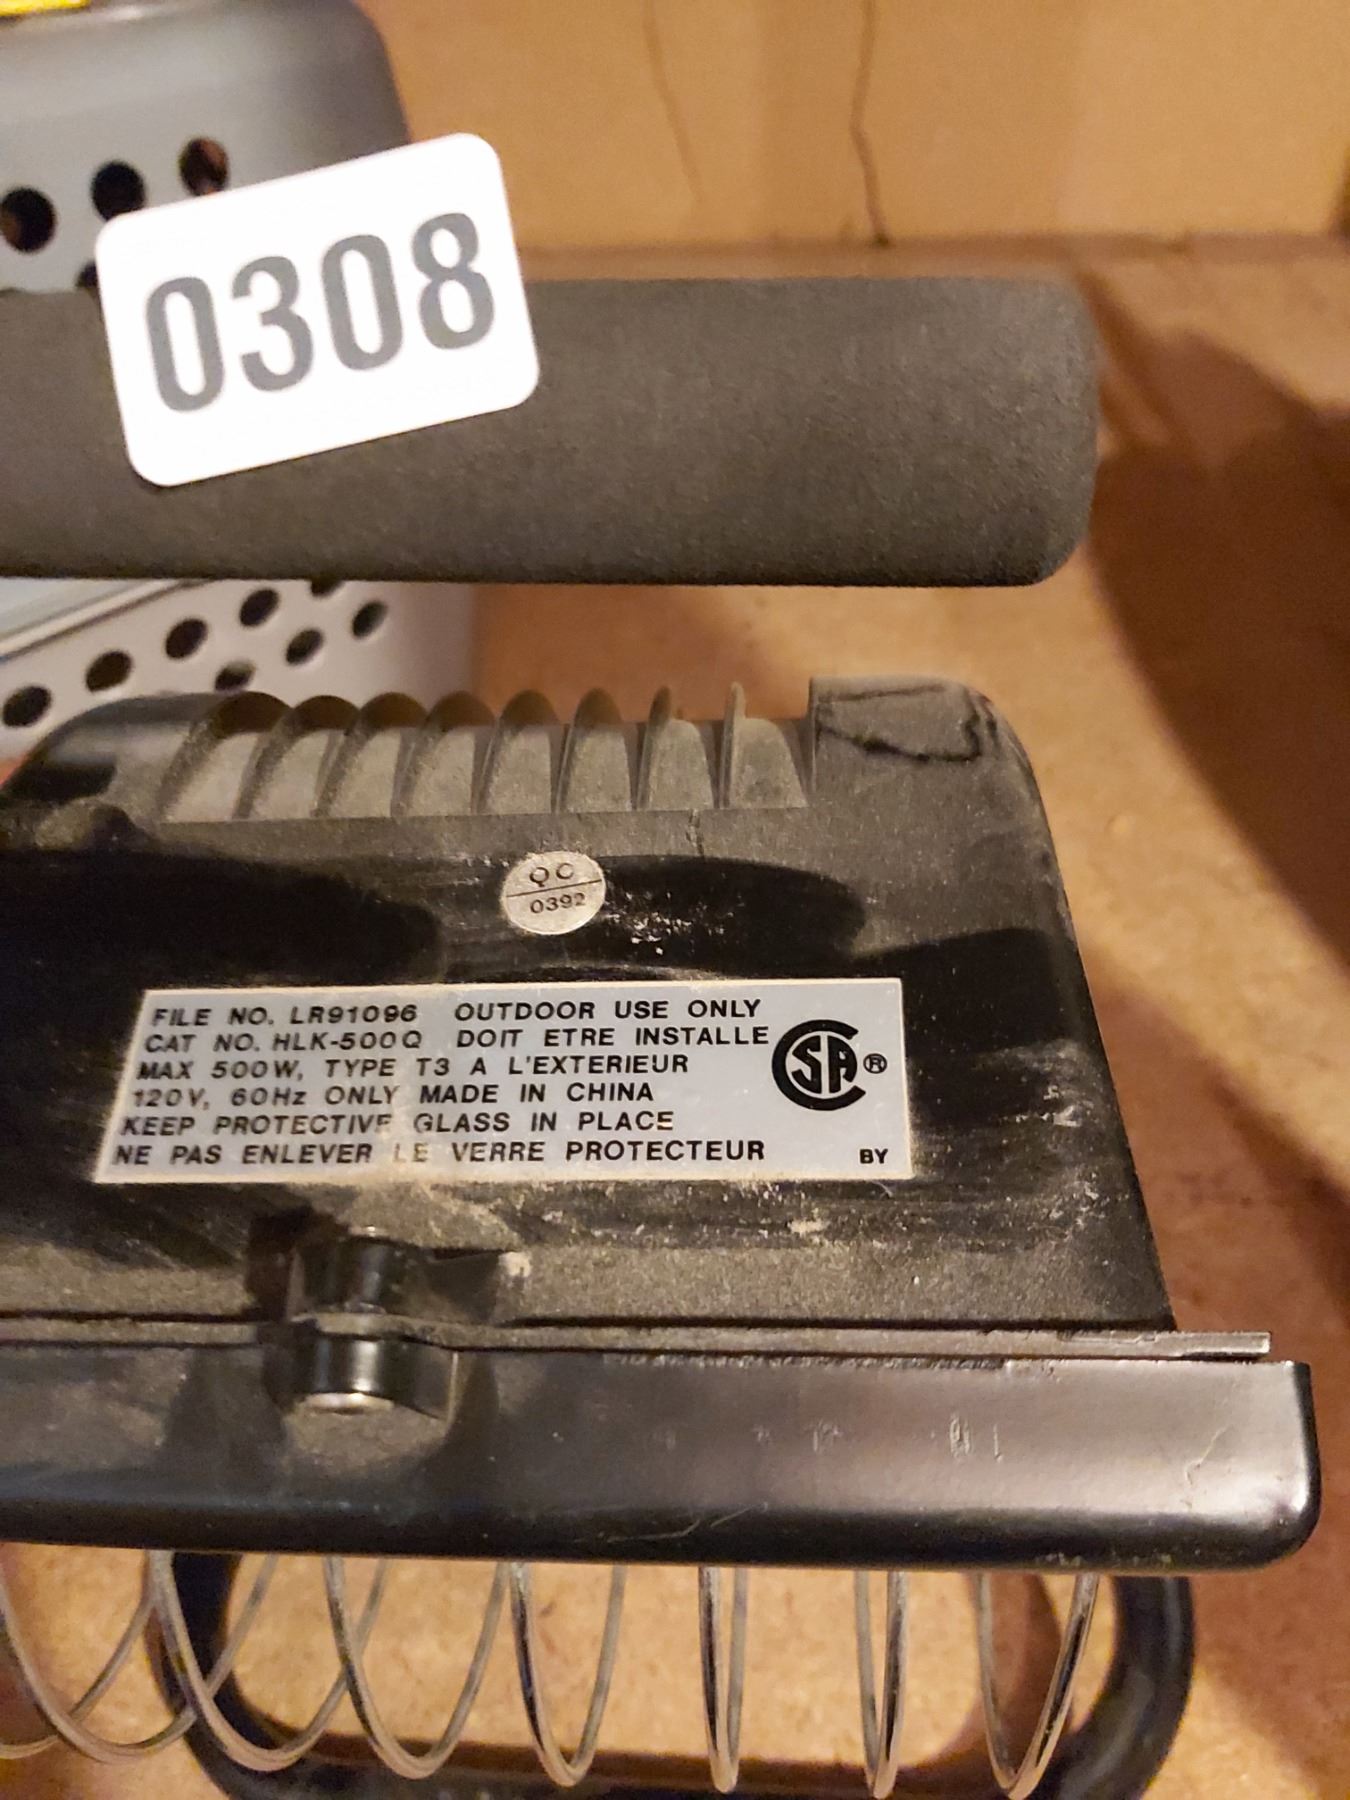 0308
QC
0392
FILE NO. LR91096 OUTDOOR USE ONLY
CAT NO. HLK-500Q DOIT ETRE INSTALLE
MAX 500W, TYPE T3 A L'EXTERIEUR
120V, 60Hz ONLY MADE IN CHINA
KEEP PROTECTIVE GLASS IN PLACE
NE PAS ENLEVER LE VERRE PROTECTEUR
SA ®
BY